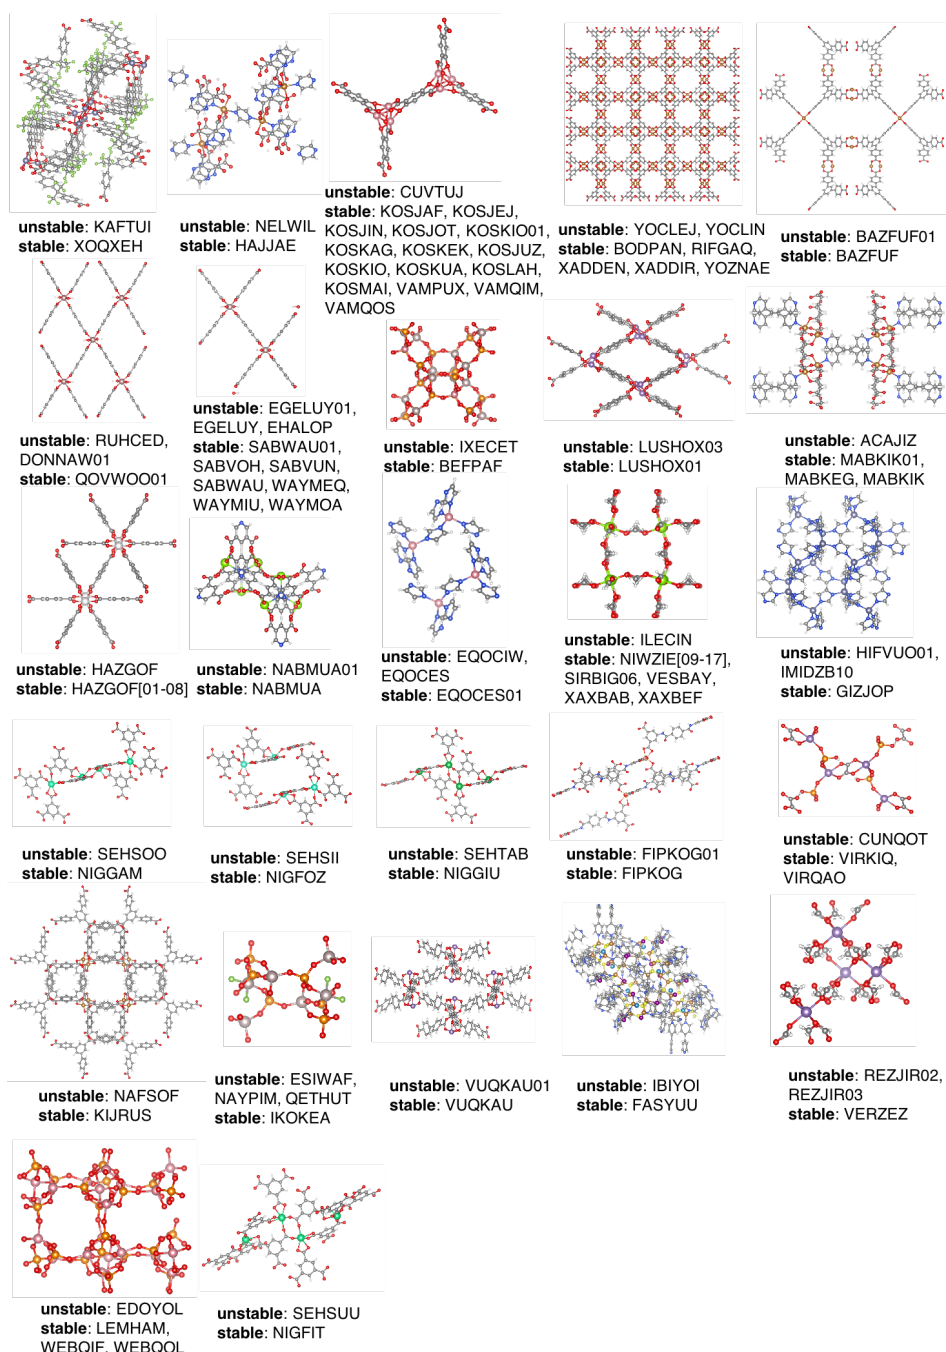 unstable: KAFTUI
stable: XOQXEH
unstable: NELWIL
stable: HAJJAE
unstable: CUVTUJ
stable: KOSJAF, KOSJEJ,
KOSJIN, KOSJOT, KOSKIO01,
KOSKAG, KOSKEK, KOSJUZ,
KOSKIO, KOSKUA, KOSLAH,
KOSMAI, VAMPUX, VAMQIM,
VAMQOS
unstable: YOCLEJ, YOCLIN
stable: BODPAN, RIFGAQ,
XADDEN, XADDIR, YOZNAE
unstable: BAZFUF01
stable: BAZFUF
unstable: RUHCED,
DONNAW01
stable: QOVWOO01
unstable: EGELUY01,
EGELUY, EHALOP
stable: SABWAU01,
SABVOH, SABVUN,
SABWAU, WAYMEQ,
WAYMIU, WAYMOA
unstable: IXECET
stable: BEFPAF
unstable: LUSHOX03
stable: LUSHOX01
unstable: ACAJIZ
stable: MABKIK01,
MABKEG, MABKIK
unstable: HAZGOF
stable: HAZGOF[01-08]
unstable: NABMUA01
stable: NABMUA
unstable: EQOCIW,
EQOCES
stable: EQOCES01
unstable: ILECIN
stable: NIWZIE[09-17],
SIRBIG06, VESBAY,
XAXBAB, XAXBEF
unstable: HIFVUO01,
IMIDZB10
stable: GIZJOP
unstable: SEHSOO
stable: NIGGAM
unstable: SEHSII
stable: NIGFOZ
unstable: SEHTAB
stable: NIGGIU
unstable: FIPKOG01
stable: FIPKOG
unstable: CUNQOT
stable: VIRKIQ,
VIRQAO
unstable: NAFSOF
stable: KIJRUS
unstable: ESIWAF,
NAYPIM, QETHUT
stable: IKOKEA
unstable: VUQKAU01
stable: VUQKAU
unstable: IBIYOI
stable: FASYUU
unstable: REZJIR02,
REZJIR03
stable: VERZEZ
unstable: EDOYOL
stable: LEMHAM,
WEBQIF, WEBQOL
unstable: SEHSUU
stable: NIGFIT